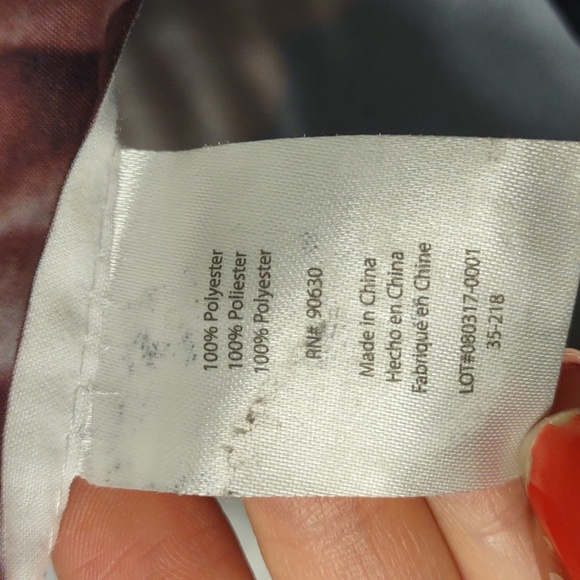 100% Polyester
100% Poliester
100% Polyester
RN# 90630
Made in China
Hecho en China
Fabriqué en Chine
LOT#080317-0001
35-218